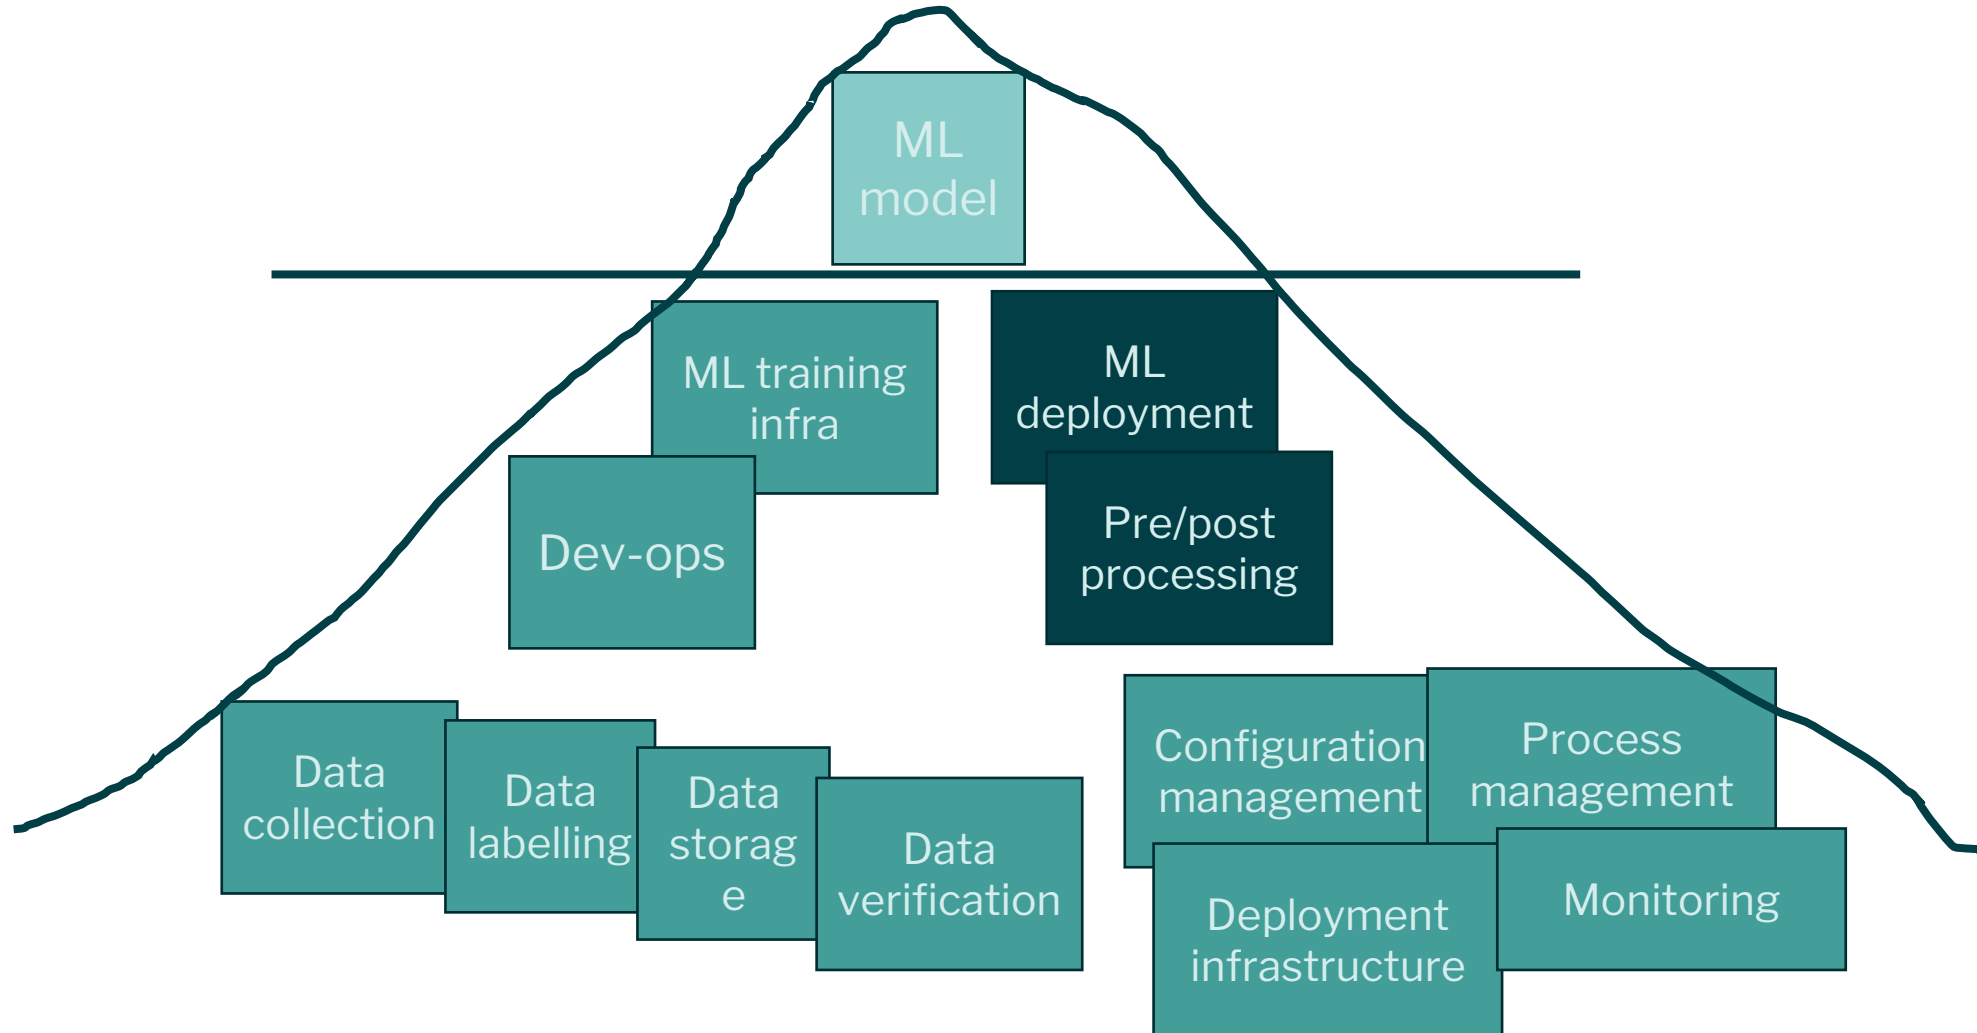 ML
model
ML training
infra
ML
deployment
Dev-ops
Pre/post
processing
Data
collection
Data
labelling
Data
storag
e
Data
verification
Configuration
management
Process
management
Deployment
infrastructure
Monitoring